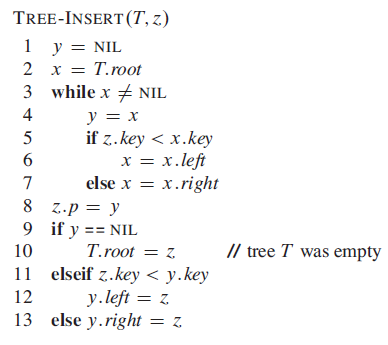 TREE-INSERT(T, z)
1 y = NIL
2 x = T.root
3 while x ≠ NIL
4 y = x
5 if z.key < x.key
6 x = x.left
7 else x = x.right
8 z.p = y
9 if y == NIL
10 T.root = z // tree T was empty
11 elseif z.key < y.key
12 y.left = z
13 else y.right = z